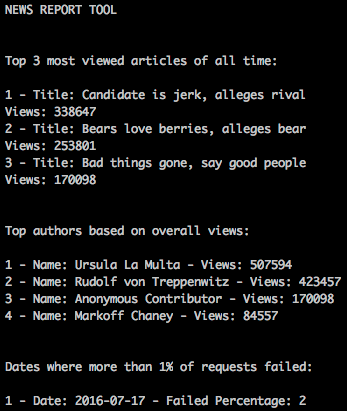 NEWS REPORT TOOL
Top 3 most viewed articles of all time:
1 - Title: Candidate is jerk, alleges rival
Views: 338647
2 - Title: Bears love berries, alleges bear
Views: 253801
3 - Title: Bad things gone, say good people
Views: 170098
Top authors based on overall views:
1 - Name: Ursula La Multa - Views: 507594
2 - Name: Rudolf von Treppenwitz - Views: 423457
3 - Name: Anonymous Contributor - Views: 170098
4 - Name: Markoff Chaney - Views: 84557
Dates where more than 1% of requests failed:
1 - Date: 2016-07-17 - Failed Percentage: 2